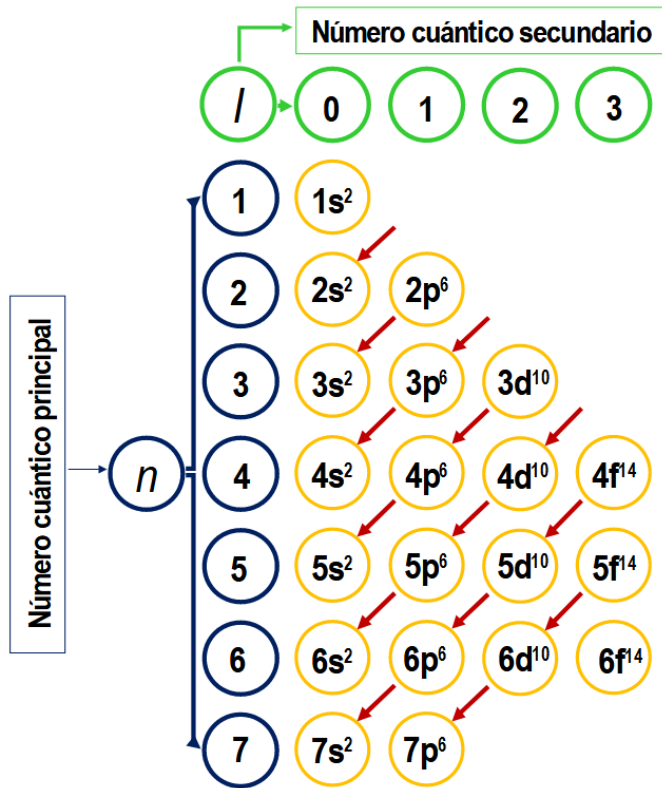 Número cuántico secundario
l 0 1 2 3
1 1s²
2 2s² 2p⁶
3 3s² 3p⁶ 3d¹⁰
Número cuántico principal
n
4 4s² 4p⁶ 4d¹⁰ 4f¹⁴
5 5s² 5p⁶ 5d¹⁰ 5f¹⁴
6 6s² 6p⁶ 6d¹⁰ 6f¹⁴
7 7s² 7p⁶